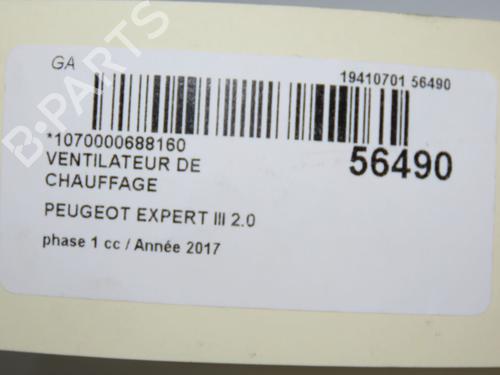 GA
19410701 56490
*1070000688160
56490
VENTILATEUR DE
CHAUFFAGE
PEUGEOT EXPERT III 2.0
phase 1 cc / Année 2017
B-PARTS